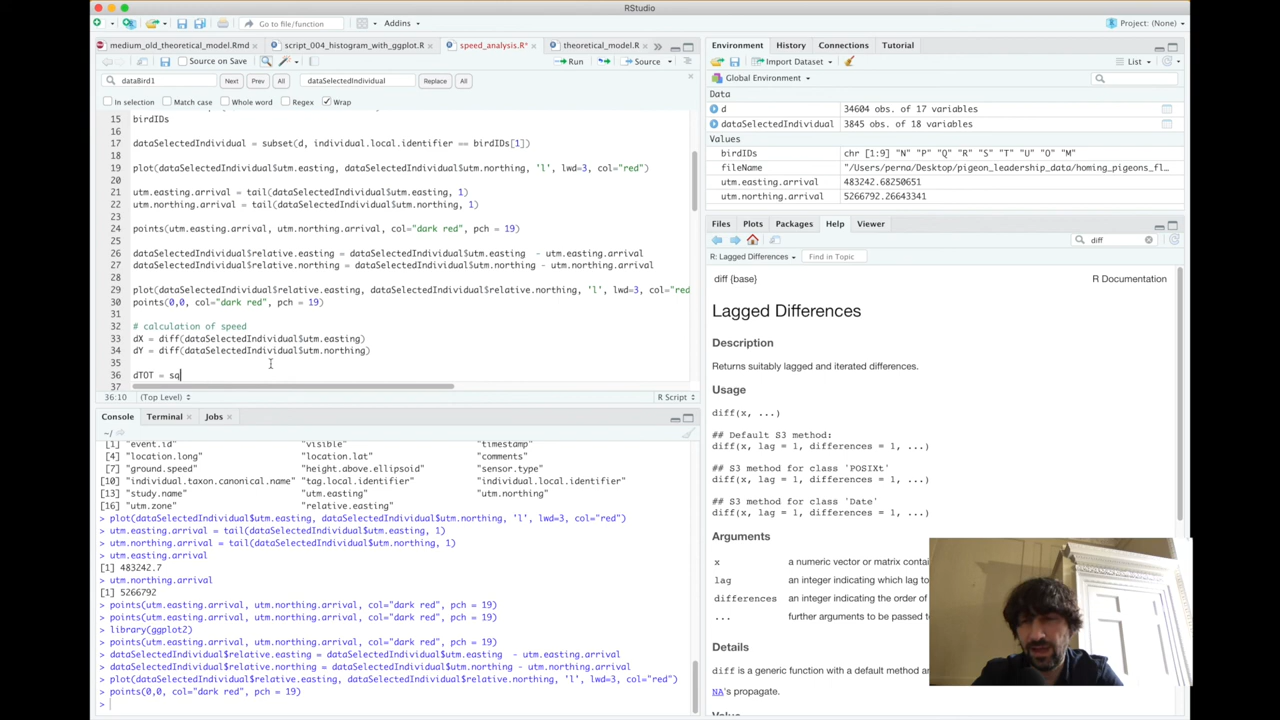 RStudio
Go to file/function
Addins
Project: (None)
medium_old_theoretical_model.Rmd
script_004_histogram_with_ggplot.R
speed_analysis.R*
theoretical_model.R
Source on Save
Run
Source
dataBird1
Next
Prev
All
dataSelectedIndividual
Replace
All
In selection
Match case
Whole word
Regex
Wrap
15 birdIDs
16
17 dataSelectedIndividual = subset(d, individual.local.identifier == birdIDs[1])
18
19 plot(dataSelectedIndividual$utm.easting, dataSelectedIndividual$utm.northing, 'l', lwd=3, col="red")
20
21 utm.easting.arrival = tail(dataSelectedIndividual$utm.easting, 1)
22 utm.northing.arrival = tail(dataSelectedIndividual$utm.northing, 1)
23
24 points(utm.easting.arrival, utm.northing.arrival, col="dark red", pch = 19)
25
26 dataSelectedIndividual$relative.easting = dataSelectedIndividual$utm.easting - utm.easting.arrival
27 dataSelectedIndividual$relative.northing = dataSelectedIndividual$utm.northing - utm.northing.arrival
28
29 plot(dataSelectedIndividual$relative.easting, dataSelectedIndividual$relative.northing, 'l', lwd=3, col="red
30 points(0,0, col="dark red", pch = 19)
31
32 # calculation of speed
33 dX = diff(dataSelectedIndividual$utm.easting)
34 dY = diff(dataSelectedIndividual$utm.northing)
35
36 dTOT = sq
37
36:10
(Top Level)
R Script
Console
Terminal
Jobs
~/
[1] "event.id" "visible" "timestamp"
[4] "location.long" "location.lat" "comments"
[7] "ground.speed" "height.above.ellipsoid" "sensor.type"
[10] "individual.taxon.canonical.name" "tag.local.identifier" "individual.local.identifier"
[13] "study.name" "utm.easting" "utm.northing"
[16] "utm.zone" "relative.easting"
> plot(dataSelectedIndividual$utm.easting, dataSelectedIndividual$utm.northing, 'l', lwd=3, col="red")
> utm.easting.arrival = tail(dataSelectedIndividual$utm.easting, 1)
> utm.northing.arrival = tail(dataSelectedIndividual$utm.northing, 1)
> utm.easting.arrival
[1] 483242.7
> utm.northing.arrival
[1] 5266792
> points(utm.easting.arrival, utm.northing.arrival, col="dark red", pch = 19)
> points(utm.easting.arrival, utm.northing.arrival, col="dark red", pch = 19)
> library(ggplot2)
> points(utm.easting.arrival, utm.northing.arrival, col="dark red", pch = 19)
> dataSelectedIndividual$relative.easting = dataSelectedIndividual$utm.easting - utm.easting.arrival
> dataSelectedIndividual$relative.northing = dataSelectedIndividual$utm.northing - utm.northing.arrival
> plot(dataSelectedIndividual$relative.easting, dataSelectedIndividual$relative.northing, 'l', lwd=3, col="red")
> points(0,0, col="dark red", pch = 19)
>
Environment
History
Connections
Tutorial
Import Dataset
List
Global Environment
Data
d 34604 obs. of 17 variables
dataSelectedIndividual 3845 obs. of 18 variables
Values
birdIDs chr [1:9] "N" "P" "Q" "R" "S" "T" "U" "O" "M"
fileName "/Users/perna/Desktop/pigeon_leadership_data/homing_pigeons_fl…
utm.easting.arrival 483242.68250651
utm.northing.arrival 5266792.26643341
Files
Plots
Packages
Help
Viewer
diff
R: Lagged Differences
Find in Topic
diff {base}
R Documentation
Lagged Differences
Description
Returns suitably lagged and iterated differences.
Usage
diff(x, ...)
## Default S3 method:
diff(x, lag = 1, differences = 1, ...)
## S3 method for class 'POSIXt'
diff(x, lag = 1, differences = 1, ...)
## S3 method for class 'Date'
diff(x, lag = 1, differences = 1, ...)
Arguments
x a numeric vector or matrix contai
lag an integer indicating which lag to
differences an integer indicating the order of
... further arguments to be passed t
Details
diff is a generic function with a default method an
NA's propagate.
Value